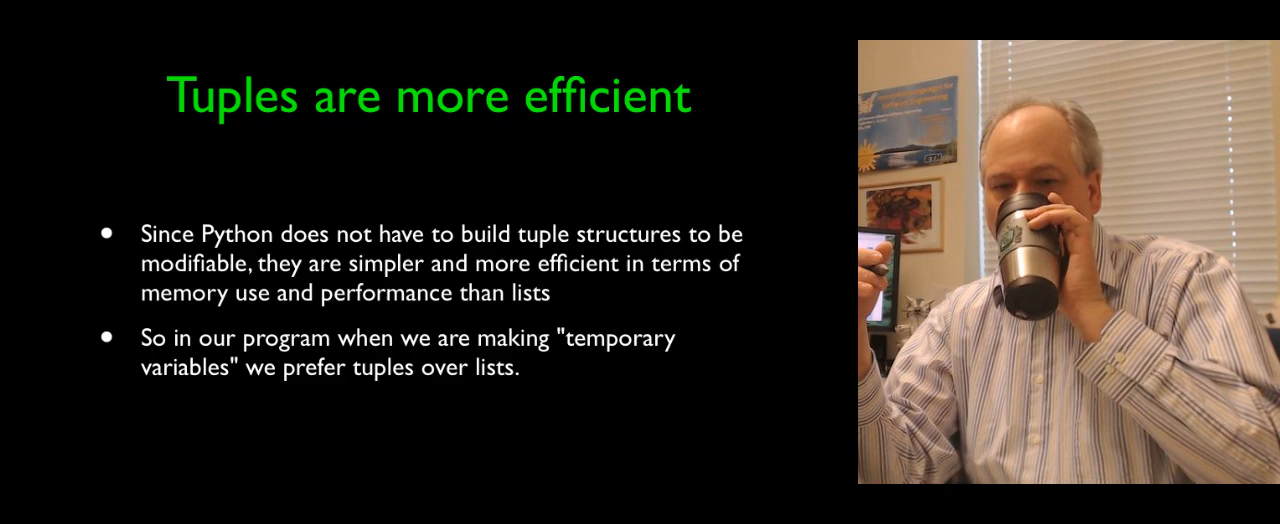 Tuples are more efficient
• Since Python does not have to build tuple structures to be
modifiable, they are simpler and more efficient in terms of
memory use and performance than lists
• So in our program when we are making "temporary
variables" we prefer tuples over lists.
Software Engineering